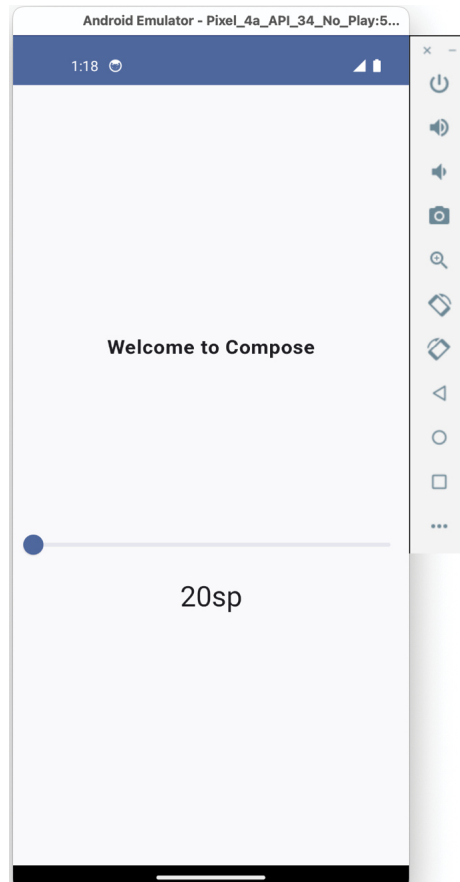 Android Emulator - Pixel_4a_API_34_No_Play:5...
1:18
Welcome to Compose
20sp